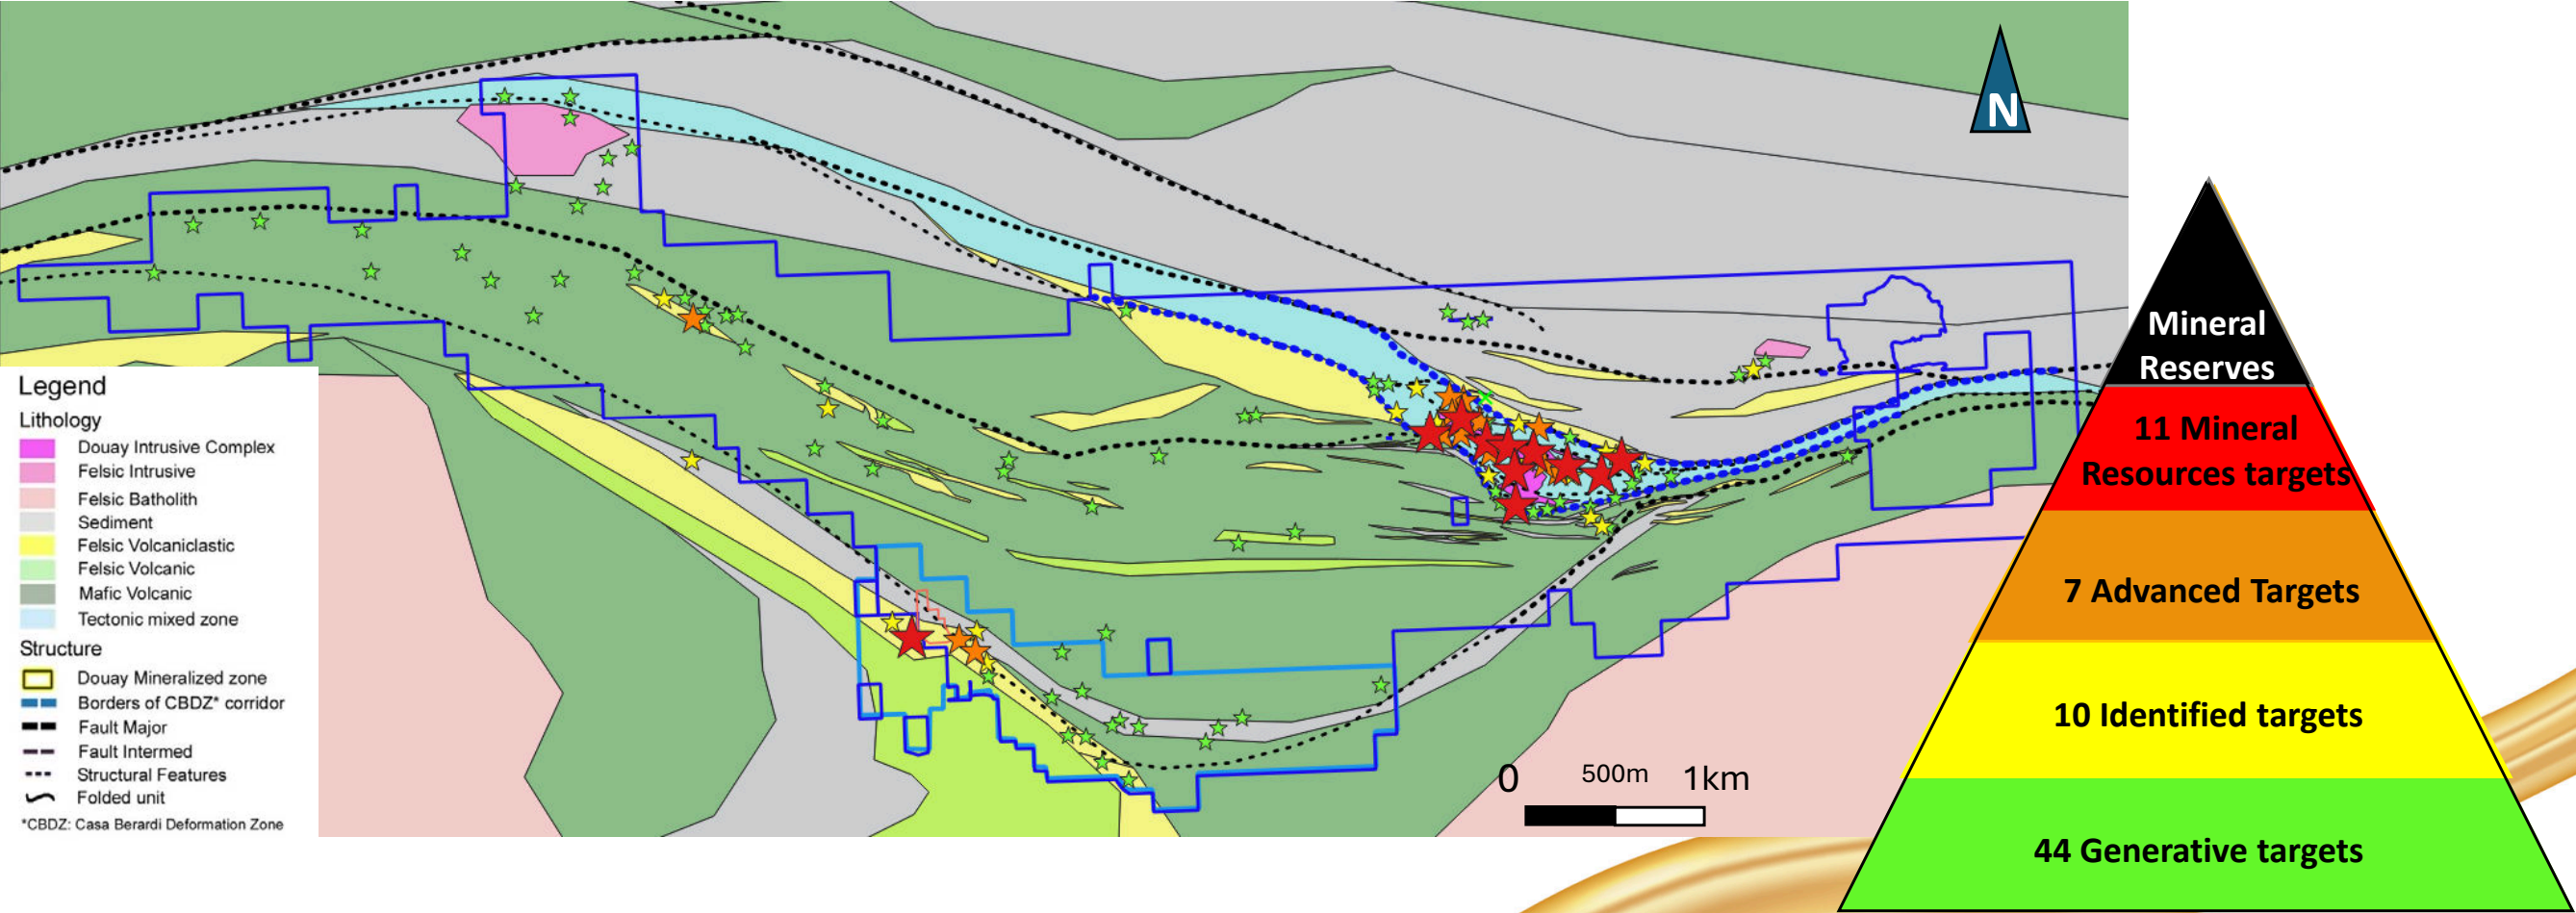 N
Legend
Lithology
Douay Intrusive Complex
Felsic Intrusive
Felsic Batholith
Sediment
Felsic Volcaniclastic
Felsic Volcanic
Mafic Volcanic
Tectonic mixed zone
Structure
Douay Mineralized zone
Borders of CBDZ* corridor
Fault Major
Fault Intermed
Structural Features
Folded unit
*CBDZ: Casa Berardi Deformation Zone
0 500m 1km
Mineral
Reserves
11 Mineral
Resources targets
7 Advanced Targets
10 Identified targets
44 Generative targets